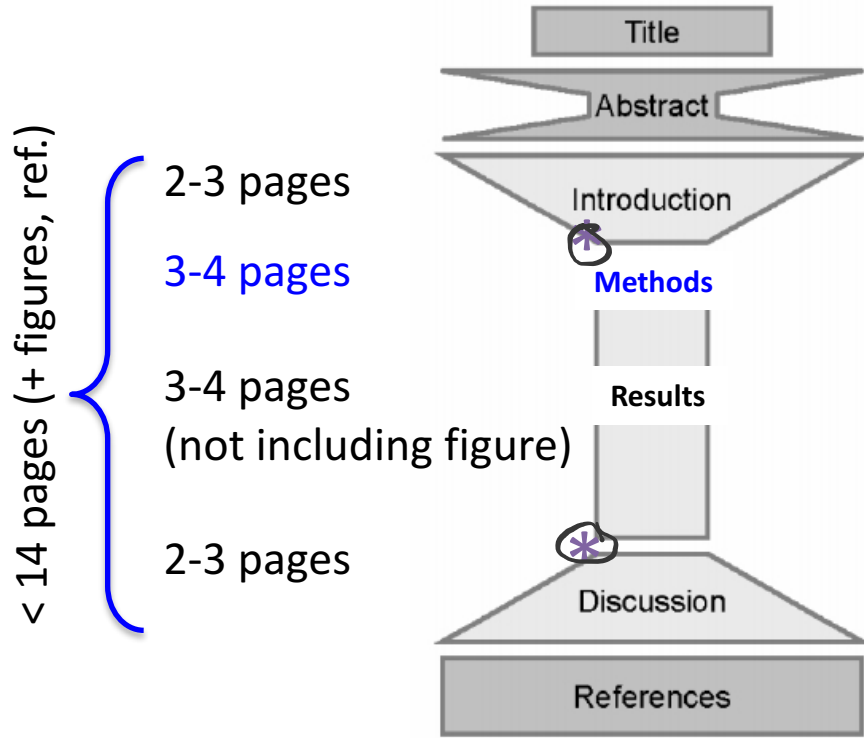 Title
Abstract
< 14 pages (+ figures, ref.)
2-3 pages
Introduction
*
3-4 pages
Methods
3-4 pages
Results
(not including figure)
*
2-3 pages
Discussion
References